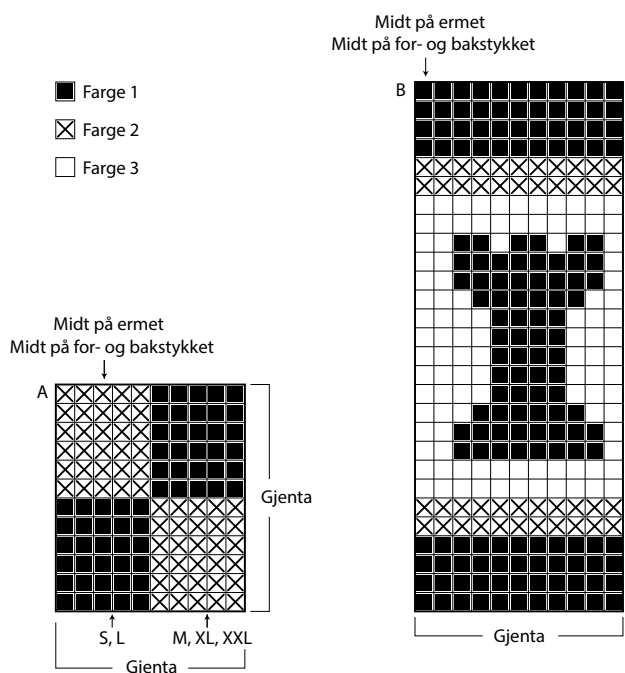 Midt på ermet
Midt på for- og bakstykket
B
Farge 1
Farge 2
Farge 3
Midt på ermet
Midt på for- og bakstykket
A
Gjenta
S, L
M, XL, XXL
Gjenta
Gjenta